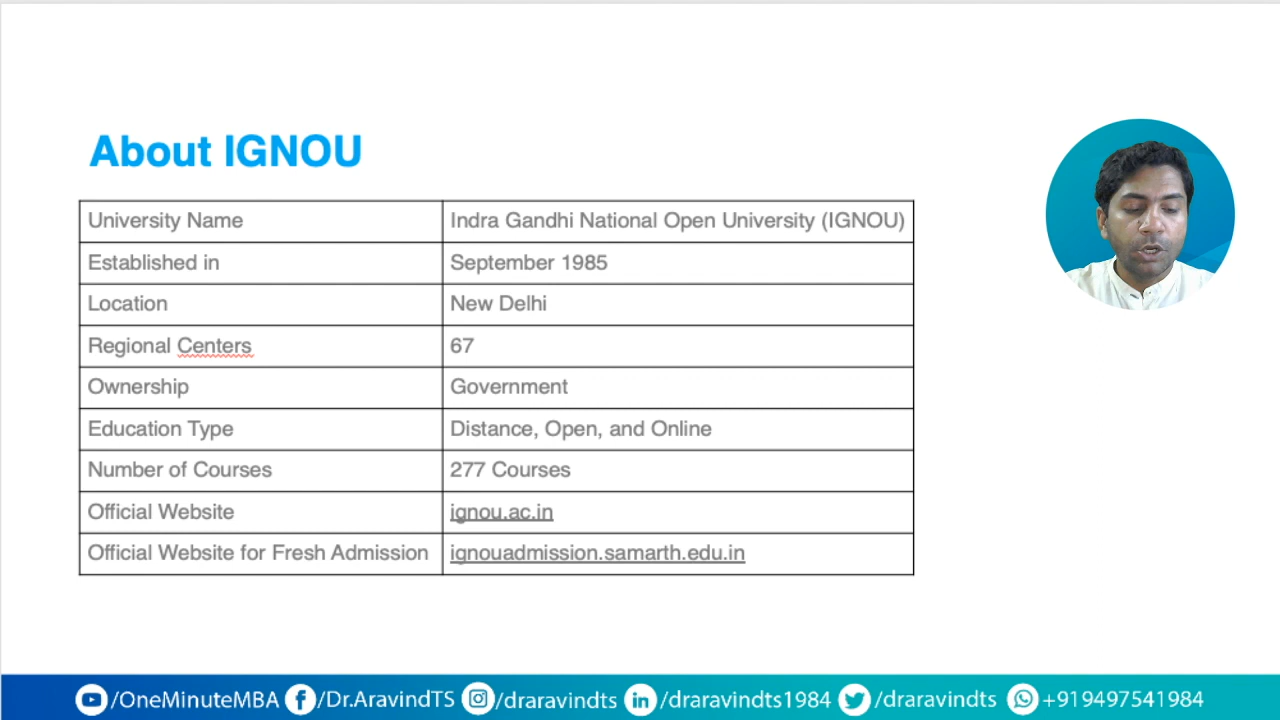 About IGNOU
University Name Indra Gandhi National Open University (IGNOU)
Established in September 1985
Location New Delhi
Regional Centers 67
Ownership Government
Education Type Distance, Open, and Online
Number of Courses 277 Courses
Official Website ignou.ac.in
Official Website for Fresh Admission ignouadmission.samarth.edu.in
/OneMinuteMBA /Dr.AravindTS /draravindts /draravindts1984 /draravindts +919497541984